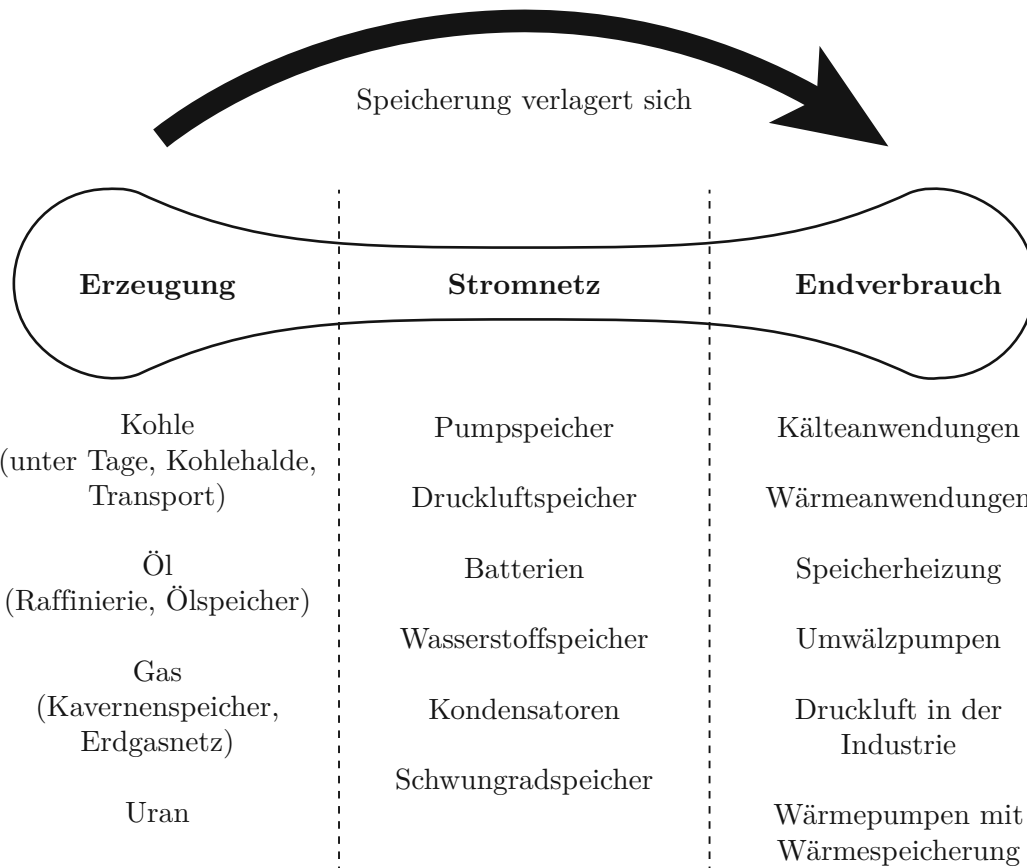 Speicherung verlagert sich
Erzeugung
Stromnetz
Endverbrauch
Kohle
(unter Tage, Kohlehalde,
Transport)
Öl
(Raffinierie, Ölspeicher)
Gas
(Kavernenspeicher,
Erdgasnetz)
Uran
Pumpspeicher
Druckluftspeicher
Batterien
Wasserstoffspeicher
Kondensatoren
Schwungradspeicher
Kälteanwendungen
Wärmeanwendungen
Speicherheizung
Umwälzpumpen
Druckluft in der
Industrie
Wärmepumpen mit
Wärmespeicherung